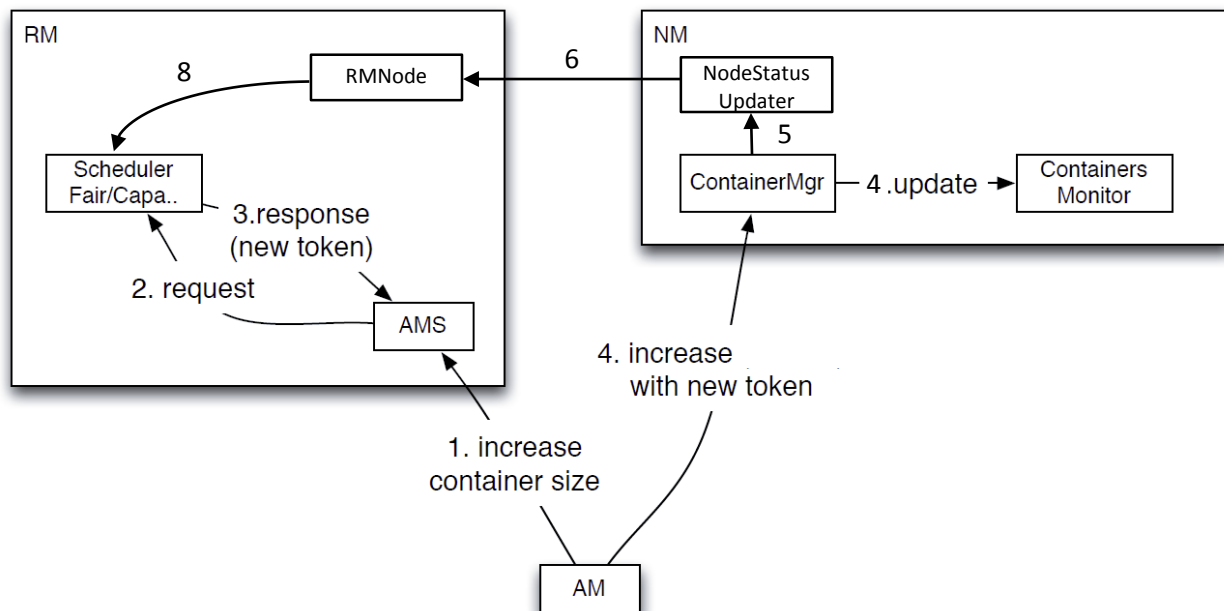 RM
NM
8
RMNode
6
NodeStatus
Updater
5
Scheduler
Fair/Capa..
ContainerMgr
4 .update
Containers
Monitor
3.response
(new token)
2. request
AMS
4. increase
with new token
1. increase
container size
AM